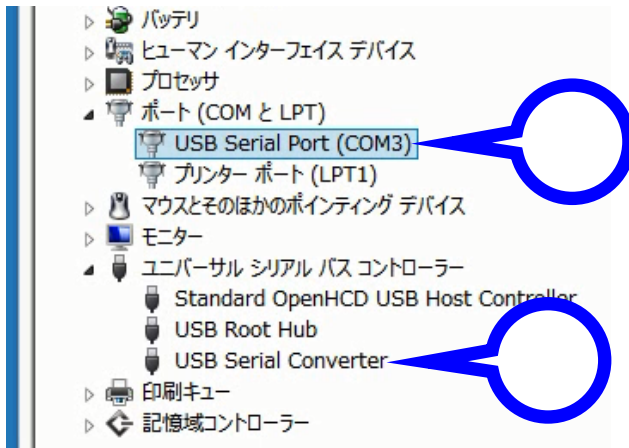 バッテリ
ヒューマン インターフェイス デバイス
プロセッサ
ポート (COM と LPT)
USB Serial Port (COM3)
プリンター ポート (LPT1)
マウスとそのほかのポインティング デバイス
モニター
ユニバーサル シリアル バス コントローラー
Standard OpenHCD USB Host Controller
USB Root Hub
USB Serial Converter
印刷キュー
記憶域コントローラー